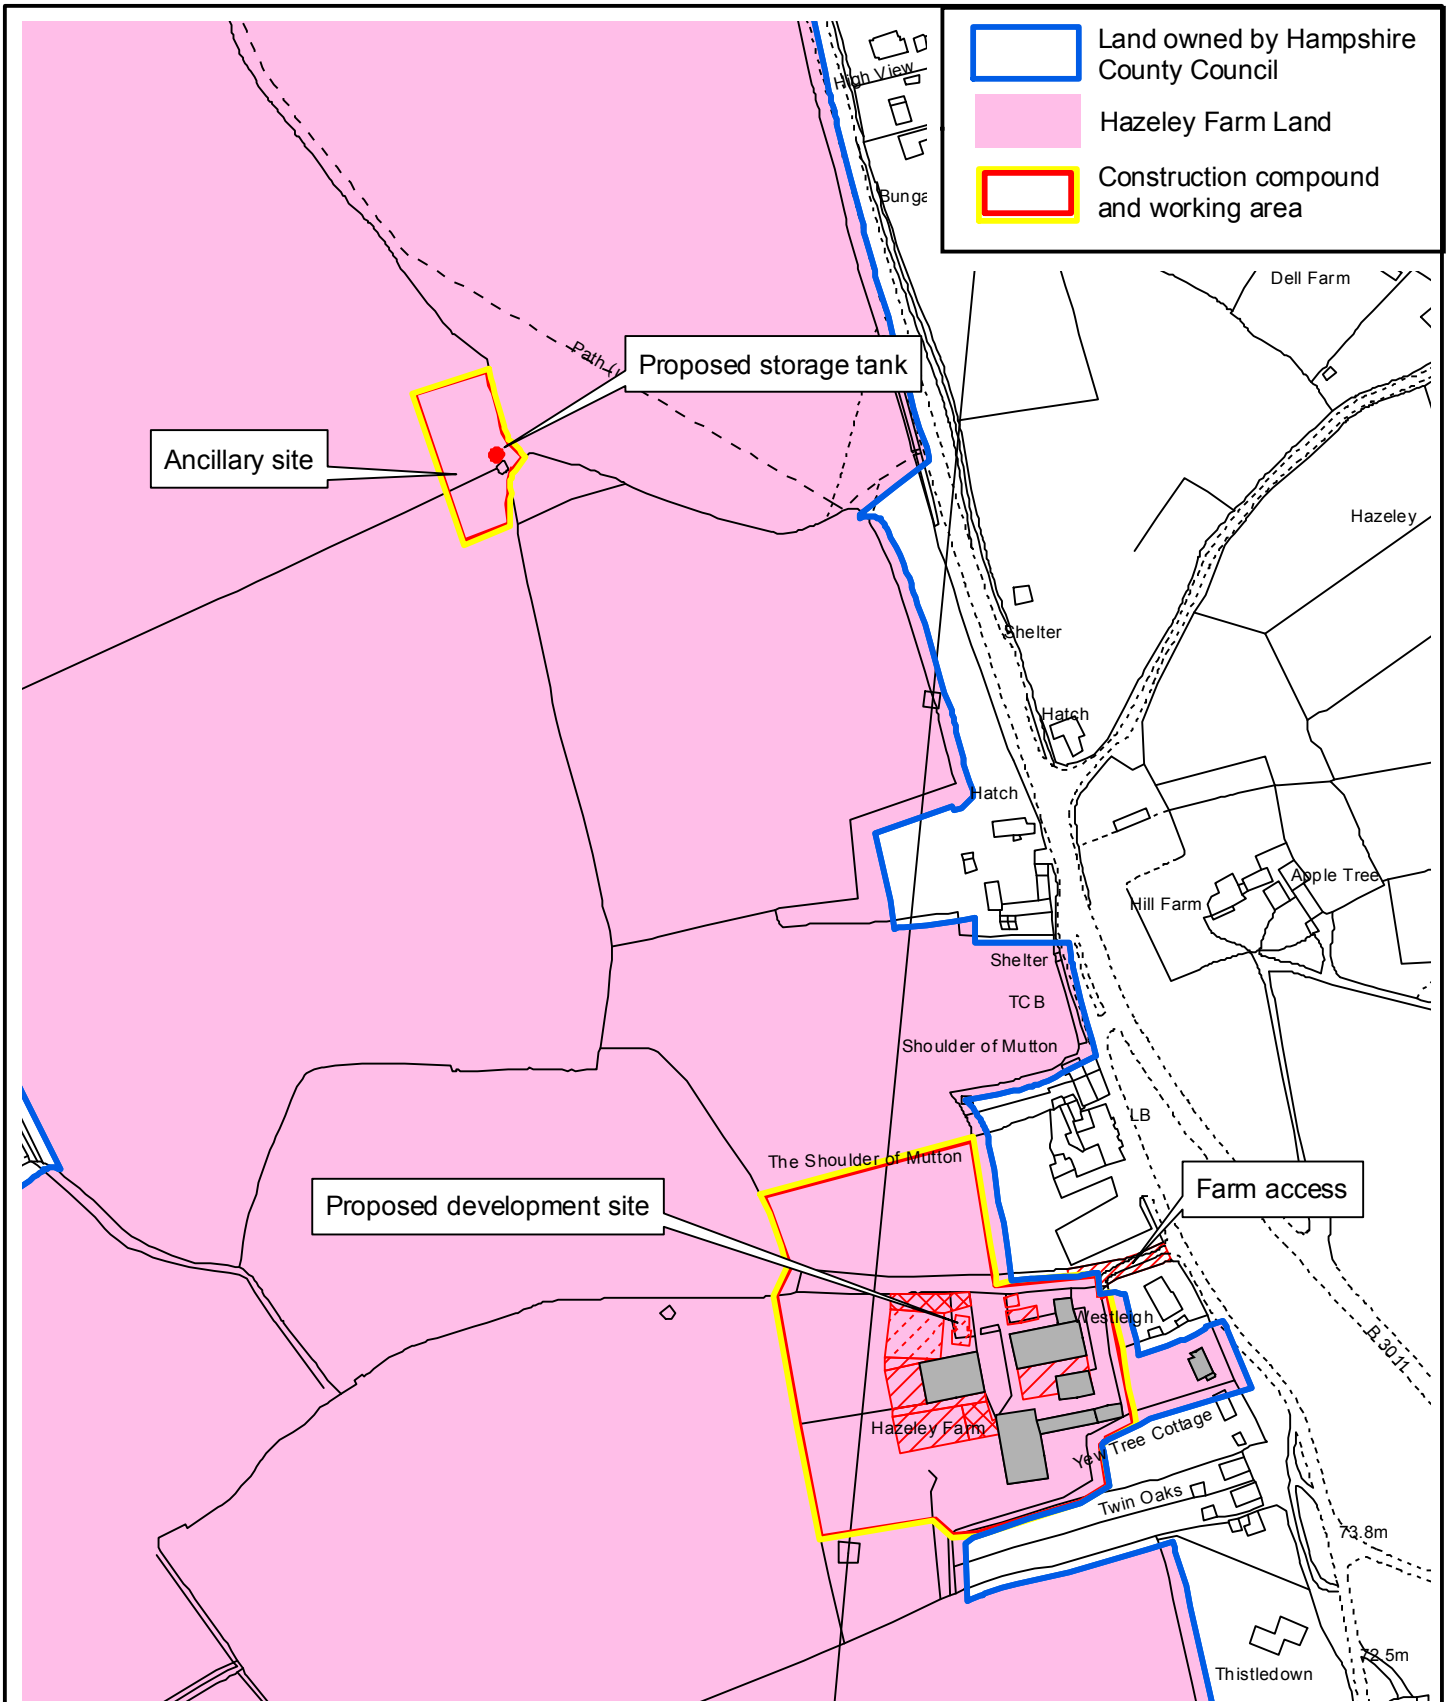 Land owned by Hampshire
County Council
Hazeley Farm Land
Construction compound
and working area
High View
Dell Farm
Proposed storage tank
Path
Ancillary site
Hazeley
Shelter
Hatch
Hatch
Apple Tree
Hill Farm
Shelter
TCB
Shoulder of Mutton
LB
The Shoulder of Mutton
Farm access
Proposed development site
Westleigh
B 3011
Hazeley Farm
Yew Tree Cottage
Twin Oaks
73.8m
72.5m
Thistledown